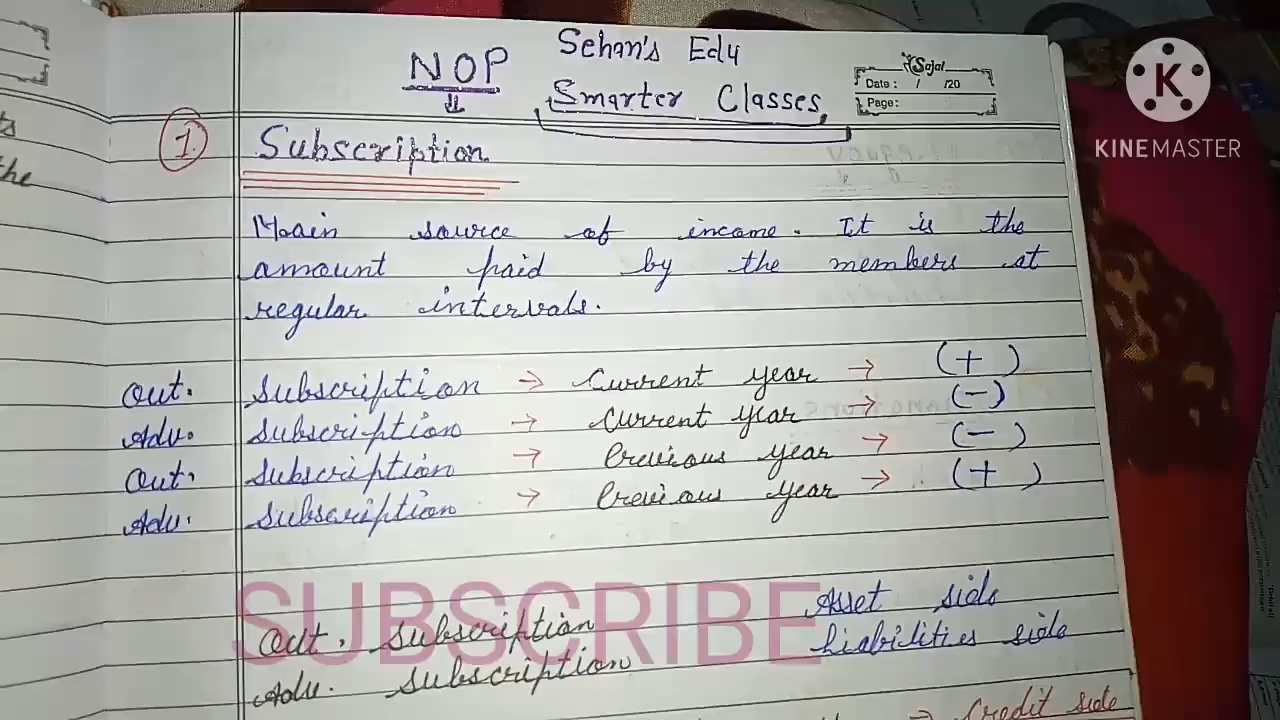 NOP
Sehan's Edu
Smarter Classes
Sajal
Date : / /20
Page:
K
KINEMASTER
1.
Subscription
Main source of income. It is the
amount paid by the members at
regular intervals.
Out. Subscription → Current year → (+)
Adv. Subscription → Current year → (-)
Out. Subscription → Previous year → (-)
Adv. Subscription → Previous year → (+)
SUBSCRIBE
Out. Subscription Asset side
Adv. Subscription Liabilities side
→ Credit side
the